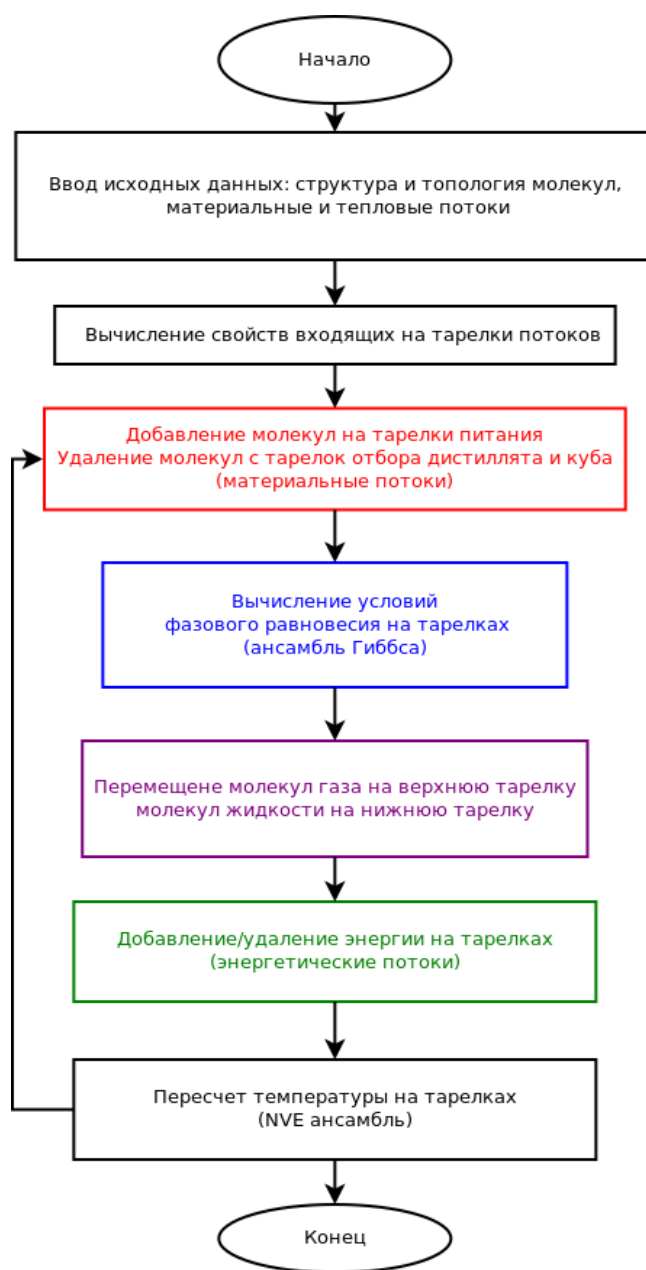 Начало
Ввод исходных данных: структура и топология молекул,
материальные и тепловые потоки
Вычисление свойств входящих на тарелки потоков
Добавление молекул на тарелки питания
Удаление молекул с тарелок отбора дистиллята и куба
(материальные потоки)
Вычисление условий
фазового равновесия на тарелках
(ансамбль Гиббса)
Перемещене молекул газа на верхнюю тарелку
молекул жидкости на нижнюю тарелку
Добавление/удаление энергии на тарелках
(энергетические потоки)
Пересчет температуры на тарелках
(NVE ансамбль)
Конец